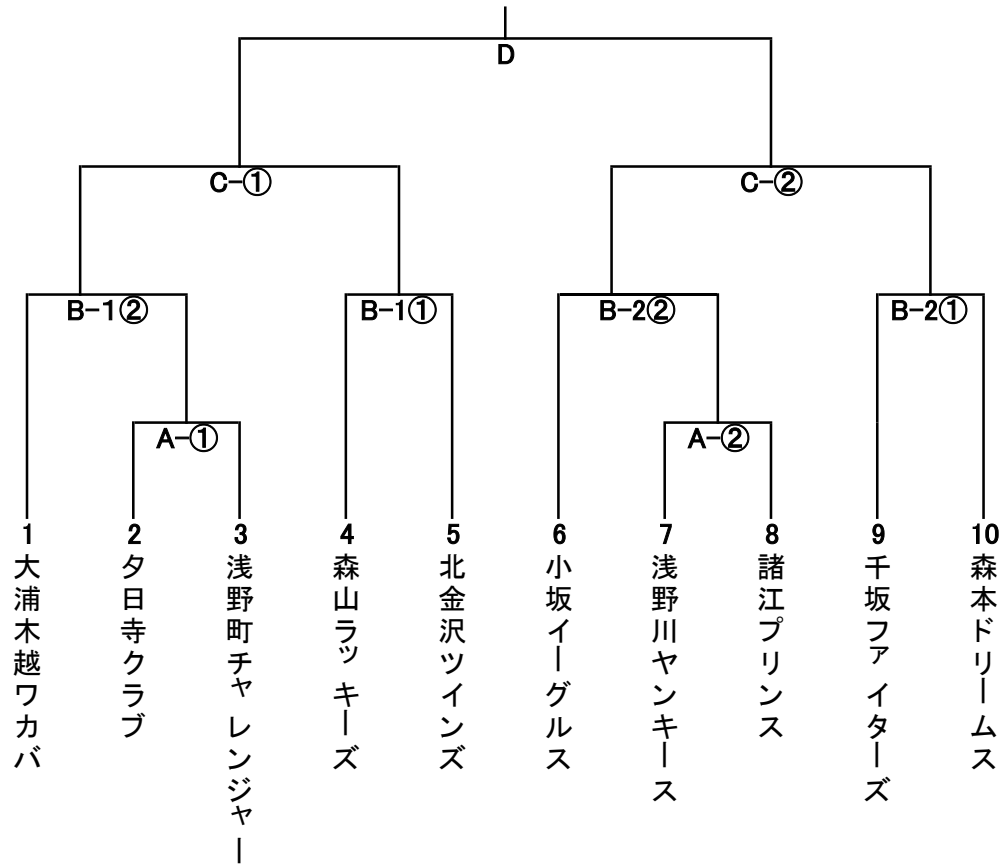 D
C-①
C-②
B-1②
B-1①
B-2②
B-2①
A-①
A-②
1
2
3
4
5
6
7
8
9
10
大浦木越ワカバ
夕日寺クラブ
浅野町チャレンジャー
森山ラッキーズ
北金沢ツインズ
小坂イーグルス
浅野川ヤンキース
諸江プリンス
千坂ファイターズ
森本ドリームス